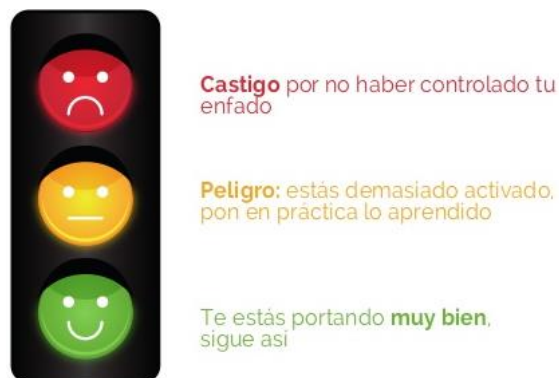 Castigo por no haber controlado tu
enfado
Peligro: estás demasiado activado,
pon en práctica lo aprendido
Te estás portando muy bien,
sigue así